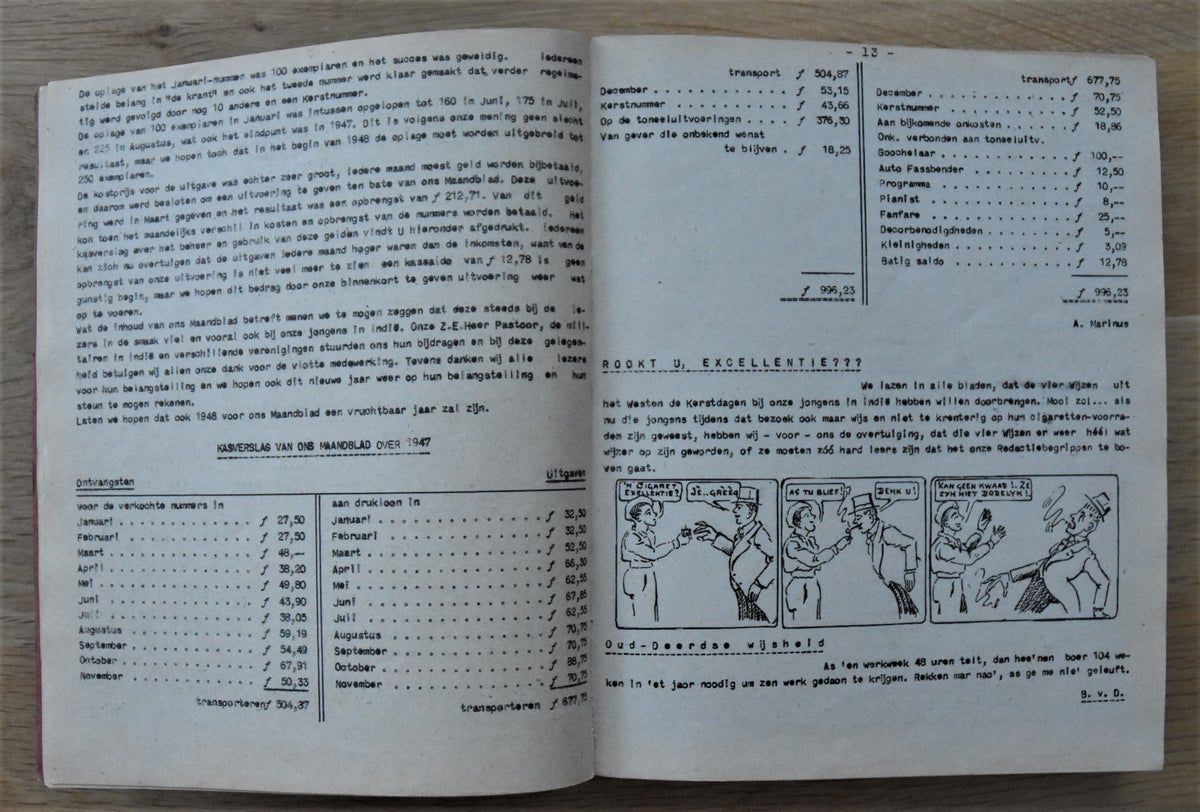 De oplage van het Januari-nummer was 100 exemplaren en het succes was geweldig. Iedereen
stelde belang in "de krant" en ook het tweede nummer werd klaar gemaakt dat verder regelma-
tig werd gevolgd door nog 10 andere en een Kerstnummer.
De oplage van 100 exemplaren in Januari was intussen opgelopen tot 160 in Juni, 175 in Juli,
en 225 in Augustus, wat ook het eindpunt was in 1947. Dit is volgens onze mening geen slecht
resultaat, maar we hopen toch dat in het begin van 1948 de oplage moet worden uitgebreid tot
250 exemplaren.
De kostprijs voor de uitgave was echter zeer groot, iedere maand moest geld worden bijbetaald,
en daarom werd besloten om een uitvoering te geven ten bate van ons Maandblad. Deze uitvoe-
ring werd in Maart gegeven en het resultaat was een opbrengst van ƒ 212,71. Van dit geld
kon toen het maandelijks verschil in kosten en opbrengst van de nummers worden betaald. Het
kasverslag over het beheer en gebruik van deze gelden vindt U hieronder afgedrukt. Iedereen
kan zich nu overtuigen dat de uitgaven iedere maand hoger waren dan de inkomsten, want van de
opbrengst van onze uitvoering is niet veel meer te zien een kassaldo van ƒ 12,78 is geen
gunstig begin, maar we hopen dit bedrag door onze binnenkort te geven uitvoering weer wat
op te voeren.
Wat de inhoud van ons Maandblad betreft menen we te mogen zeggen dat deze steeds bij de le-
zers in de smaak viel en vooral ook bij onze jongens in Indië. Onze Z.E.Heer Pastoor, de mili-
tairen in Indië en verschillende verenigingen stuurden ons hun bijdragen en bij deze gelegen-
heid betuigen wij allen onze dank voor de vlotte medewerking. Tevens danken wij alle lezers
voor hun belangstelling en we hopen ook dit nieuwe jaar weer op hun belangstelling en hun
steun te mogen rekenen.
Laten we hopen dat ook 1948 voor ons Maandblad een vruchtbaar jaar zal zijn.
KASVERSLAG VAN ONS MAANDBLAD OVER 1947
Ontvangsten Uitgaven
voor de verkochte nummers in
Januari ƒ 27,50
Februari ƒ 27,50
Maart ƒ 48,--
April ƒ 38,20
Mei ƒ 49,80
Juni ƒ 43,90
Juli ƒ 38,05
Augustus ƒ 59,19
September ƒ 54,49
October ƒ 67,91
November ƒ 50,33
transporteren ƒ 504,87
aan drukloon in
Januari ƒ 32,50
Februari ƒ 32,50
Maart ƒ 52,50
April ƒ 66,50
Mei ƒ 62,55
Juni ƒ 67,85
Juli ƒ 62,55
Augustus ƒ 70,75
September ƒ 70,75
October ƒ 88,75
November ƒ 70,75
transporteren ƒ 677,75
- 13 -
transport ƒ 504,87
December ƒ 53,15
Kerstnummer ƒ 43,66
Op de toneeluitvoeringen ƒ 376,30
Van gever die onbekend wenst
te blijven . ƒ 18,25
ƒ 996,23
transport ƒ 677,75
December ƒ 70,75
Kerstnummer ƒ 52,50
Aan bijkomende onkosten ƒ 18,86
Onk. verbonden aan toneeluitv.
Goochelaar ƒ 100,--
Auto Fassbender ƒ 12,50
Programma ƒ 10,--
Pianist ƒ 8,--
Fanfare ƒ 25,--
Decorbenodigdheden ƒ 5,--
Kleinigheden ƒ 3,09
Batig saldo ƒ 12,78
ƒ 996,23
A. Marinus
ROOKT U, EXCELLENTIE???
We lazen in alle bladen, dat de vier Wijzen uit
het Westen de Kerstdagen bij onze jongens in Indië hebben willen doorbrengen. Mooi zo!... als
nu die jongens tijdens dat bezoek ook maar wijs en niet te krenterig op hun cigaretten-voorra-
den zijn geweest, hebben wij - voor - ons de overtuiging, dat die vier Wijzen er weer héél wat
wijzer op zijn geworden, of ze moeten zóó hard leers zijn dat het onze Redactiebegrippen te bo-
ven gaat.
'N CIGARET,
EXELLENTIE?
JE.. GREEQ
AS TU BLIEF!
DENK U!
KAN GEEN KWAAD!. ZE
ZYN NIET DODELYK!.
Oud-Deerdse wijsheid
As 'en werkweek 48 uren telt, dan hee'nen boer 104 we-
ken in 'et jaor noodig um zen werk gedaon te krijgen. Rekken mar nao', as ge me nie' geleuft.
B. v. D.